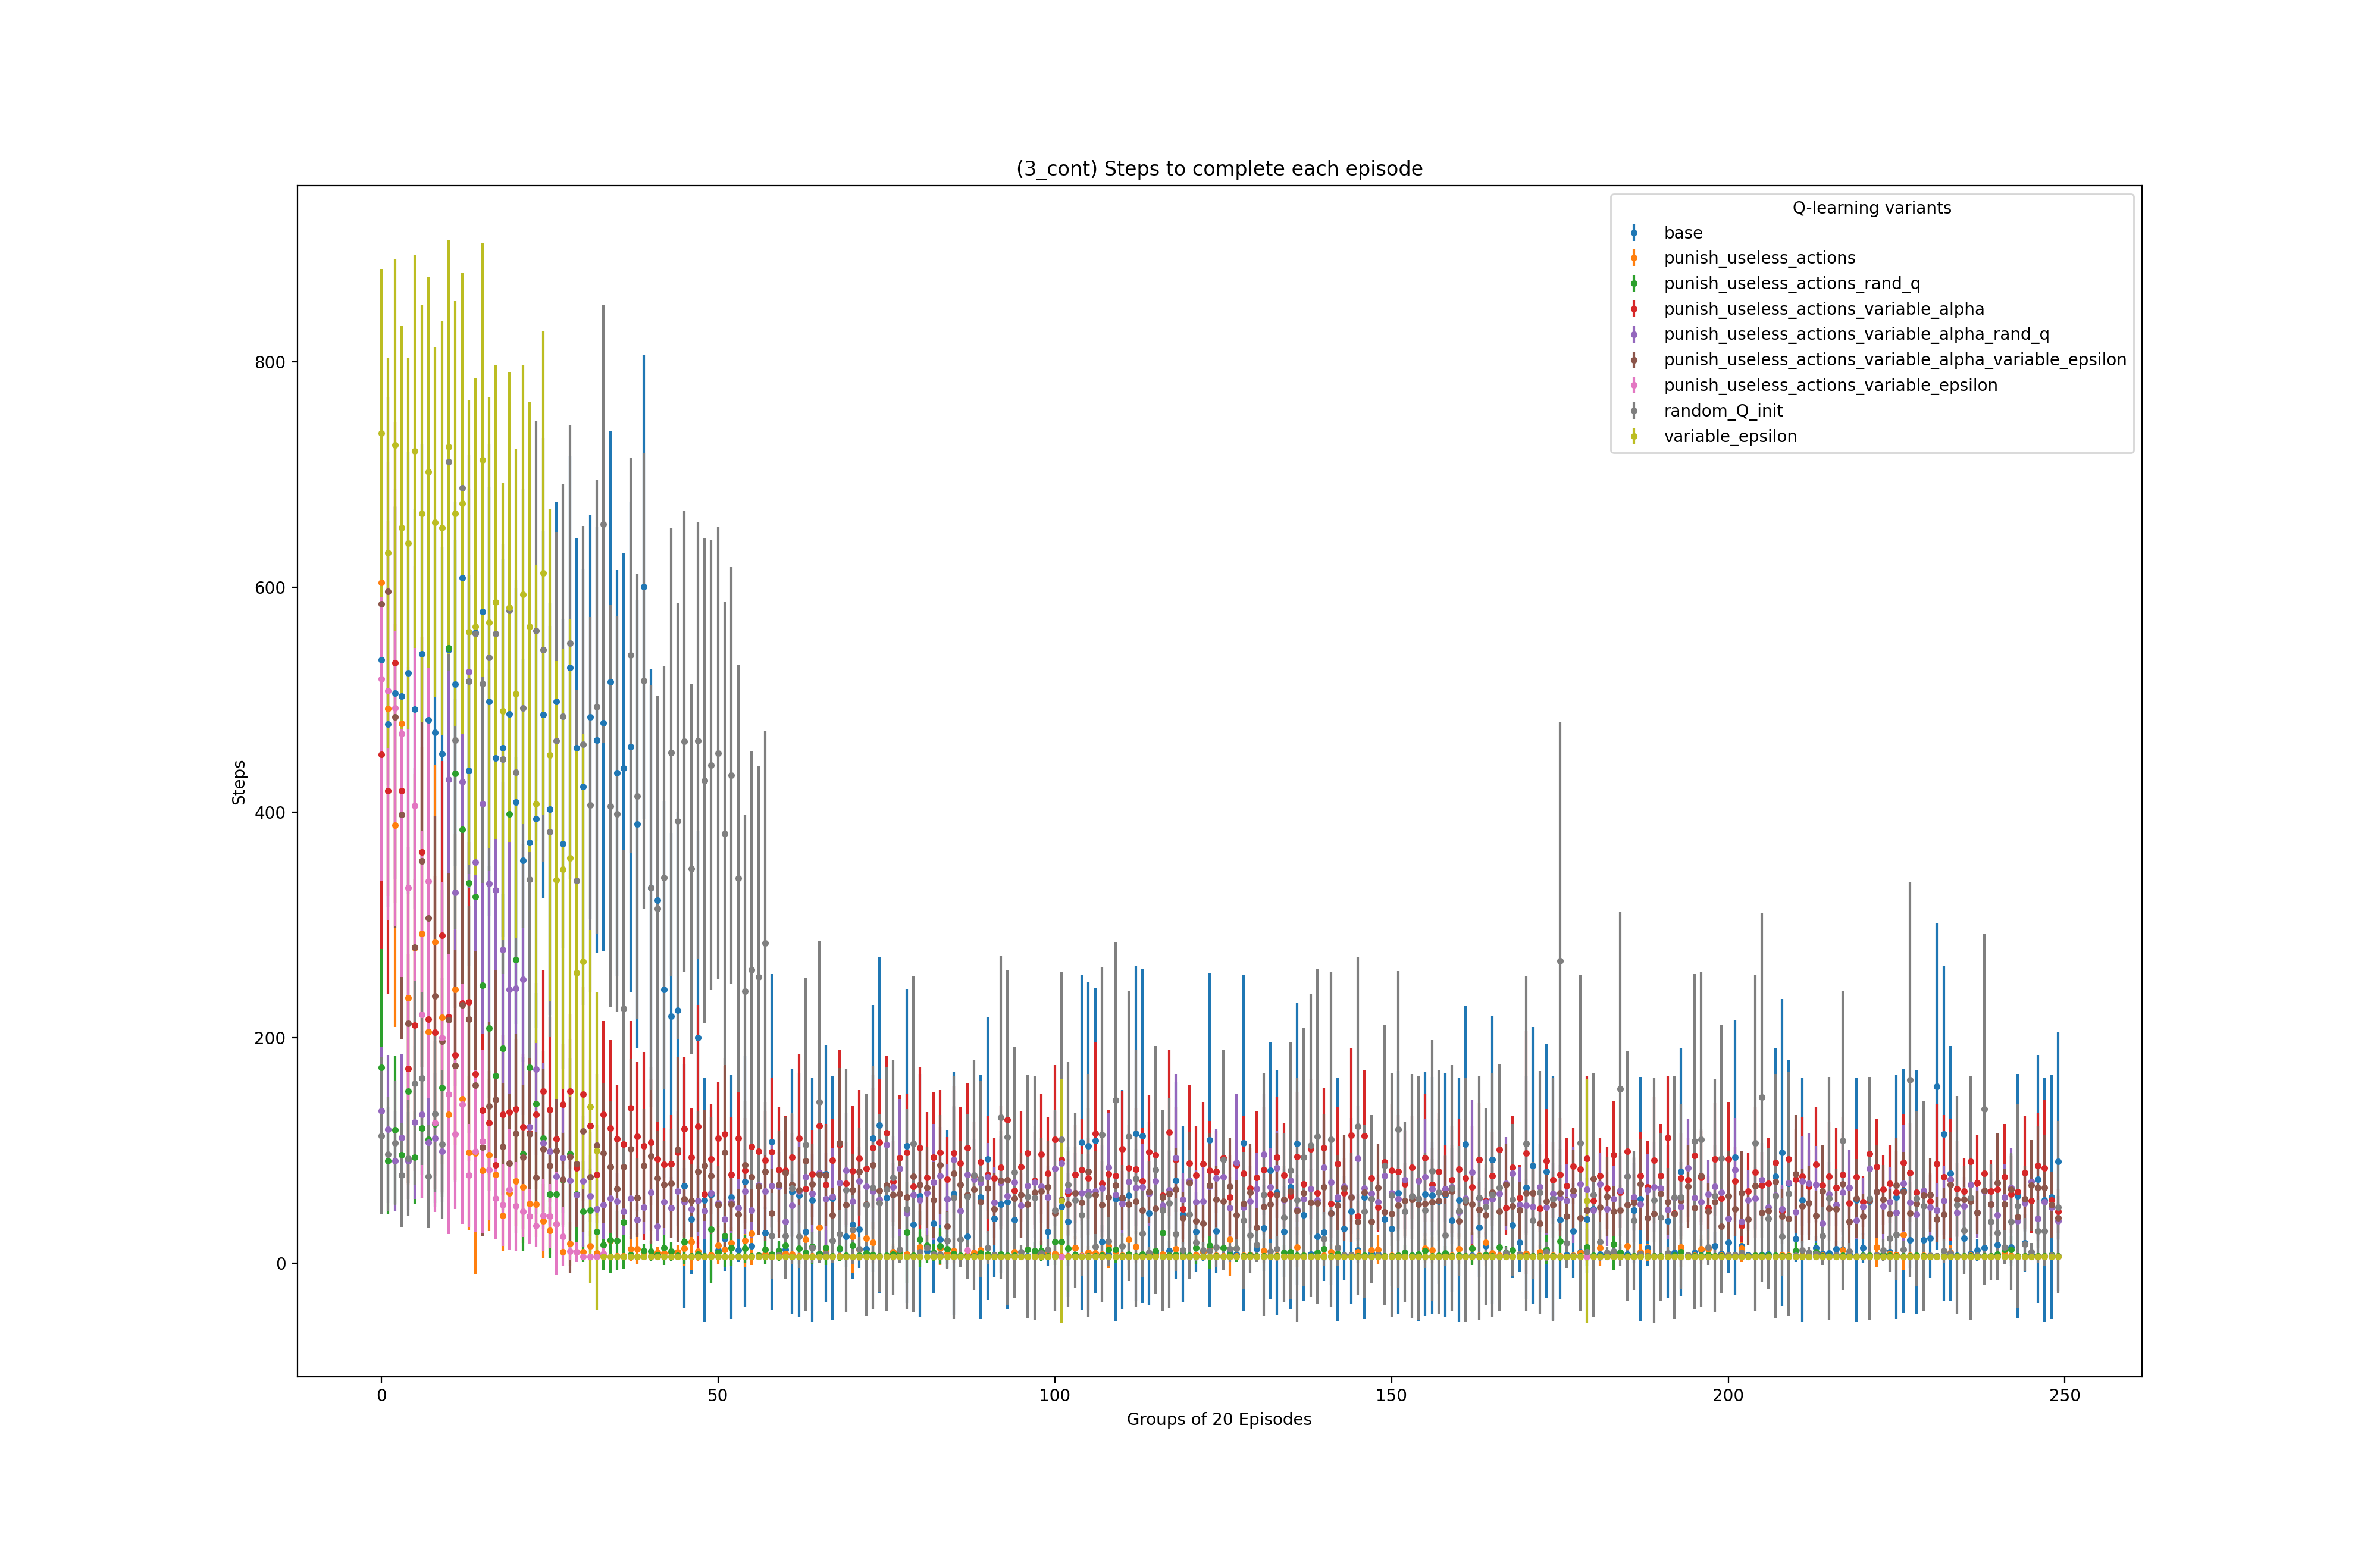 (3_cont) Steps to complete each episode
Q-learning variants
base
punish_useless_actions
punish_useless_actions_rand_q
punish_useless_actions_variable_alpha
punish_useless_actions_variable_alpha_rand_q
punish_useless_actions_variable_alpha_variable_epsilon
punish_useless_actions_variable_epsilon
random_Q_init
variable_epsilon
Steps
800
600
400
200
0
0 50 100 150 200 250
Groups of 20 Episodes